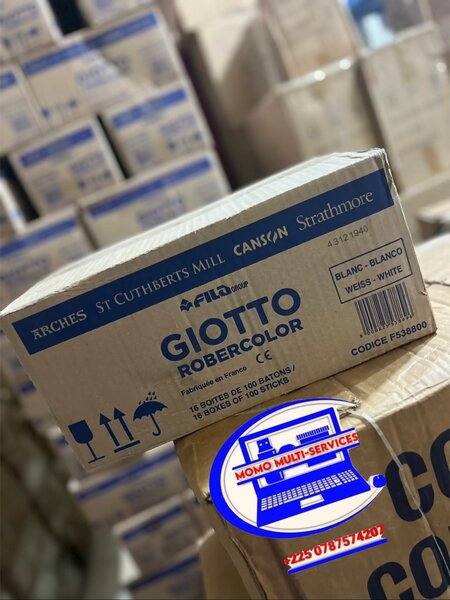 ARCHES ST CUTHBERTS MILL CANSON Strathmore
43121940
FILA GROUP
GIOTTO
ROBERCOLOR
Fabriquée en France CE
16 BOITES DE 100 BATONS /
16 BOXES OF 100 STICKS
BLANC - BLANCO
WEISS - WHITE
CODICE F538800
MOMO MULTI-SERVICES
+225 0787574207